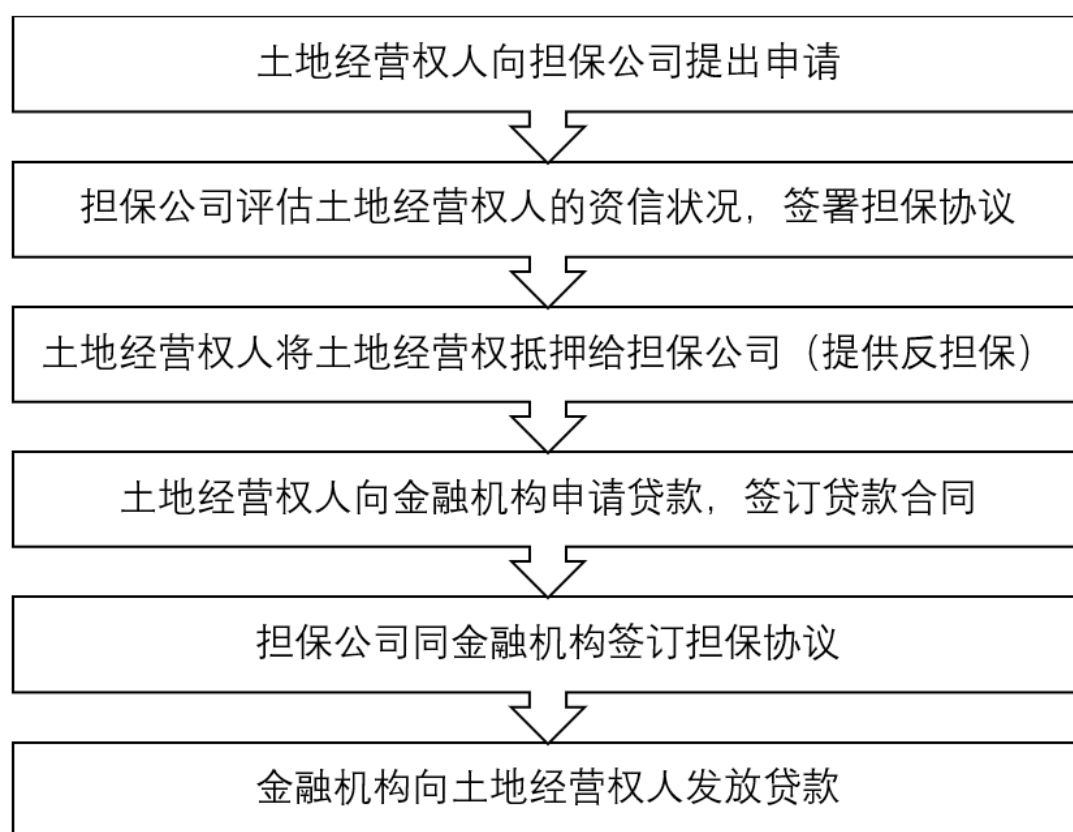 土地经营权人向担保公司提出申请
担保公司评估土地经营权人的资信状况，签署担保协议
土地经营权人将土地经营权抵押给担保公司（提供反担保）
土地经营权人向金融机构申请贷款，签订贷款合同
担保公司同金融机构签订担保协议
金融机构向土地经营权人发放贷款